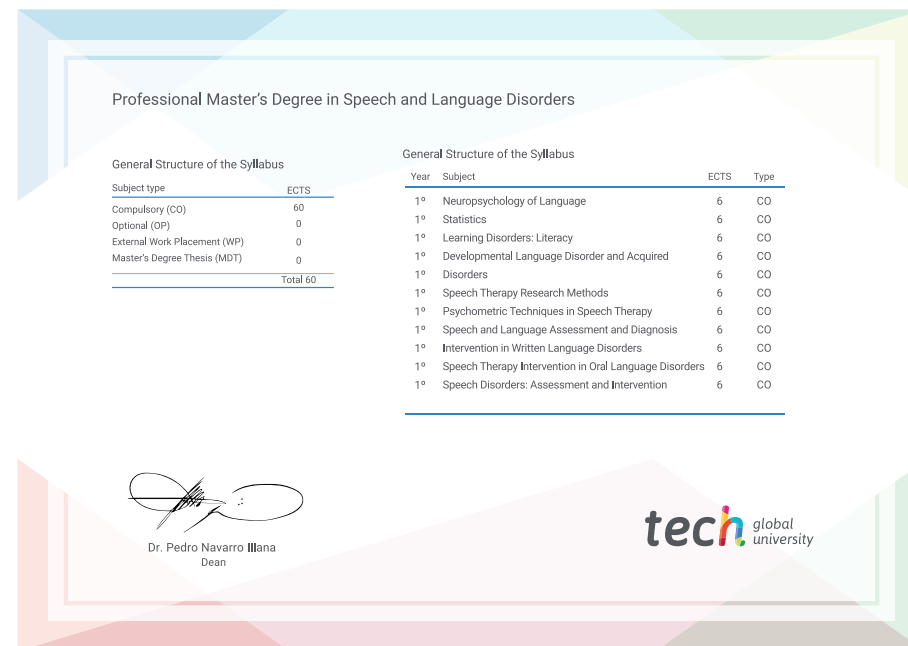 Professional Master's Degree in Speech and Language Disorders
General Structure of the Syllabus
Subject type ECTS
Compulsory (CO) 60
Optional (OP) 0
External Work Placement (WP) 0
Master's Degree Thesis (MDT) 0
Total 60
General Structure of the Syllabus
Year Subject ECTS Type
1º Neuropsychology of Language 6 CO
1º Statistics 6 CO
1º Learning Disorders: Literacy 6 CO
1º Developmental Language Disorder and Acquired 6 CO
1º Disorders 6 CO
1º Speech Therapy Research Methods 6 CO
1º Psychometric Techniques in Speech Therapy 6 CO
1º Speech and Language Assessment and Diagnosis 6 CO
1º Intervention in Written Language Disorders 6 CO
1º Speech Therapy Intervention in Oral Language Disorders 6 CO
1º Speech Disorders: Assessment and Intervention 6 CO
Dr. Pedro Navarro Illana
Dean
tech global
university